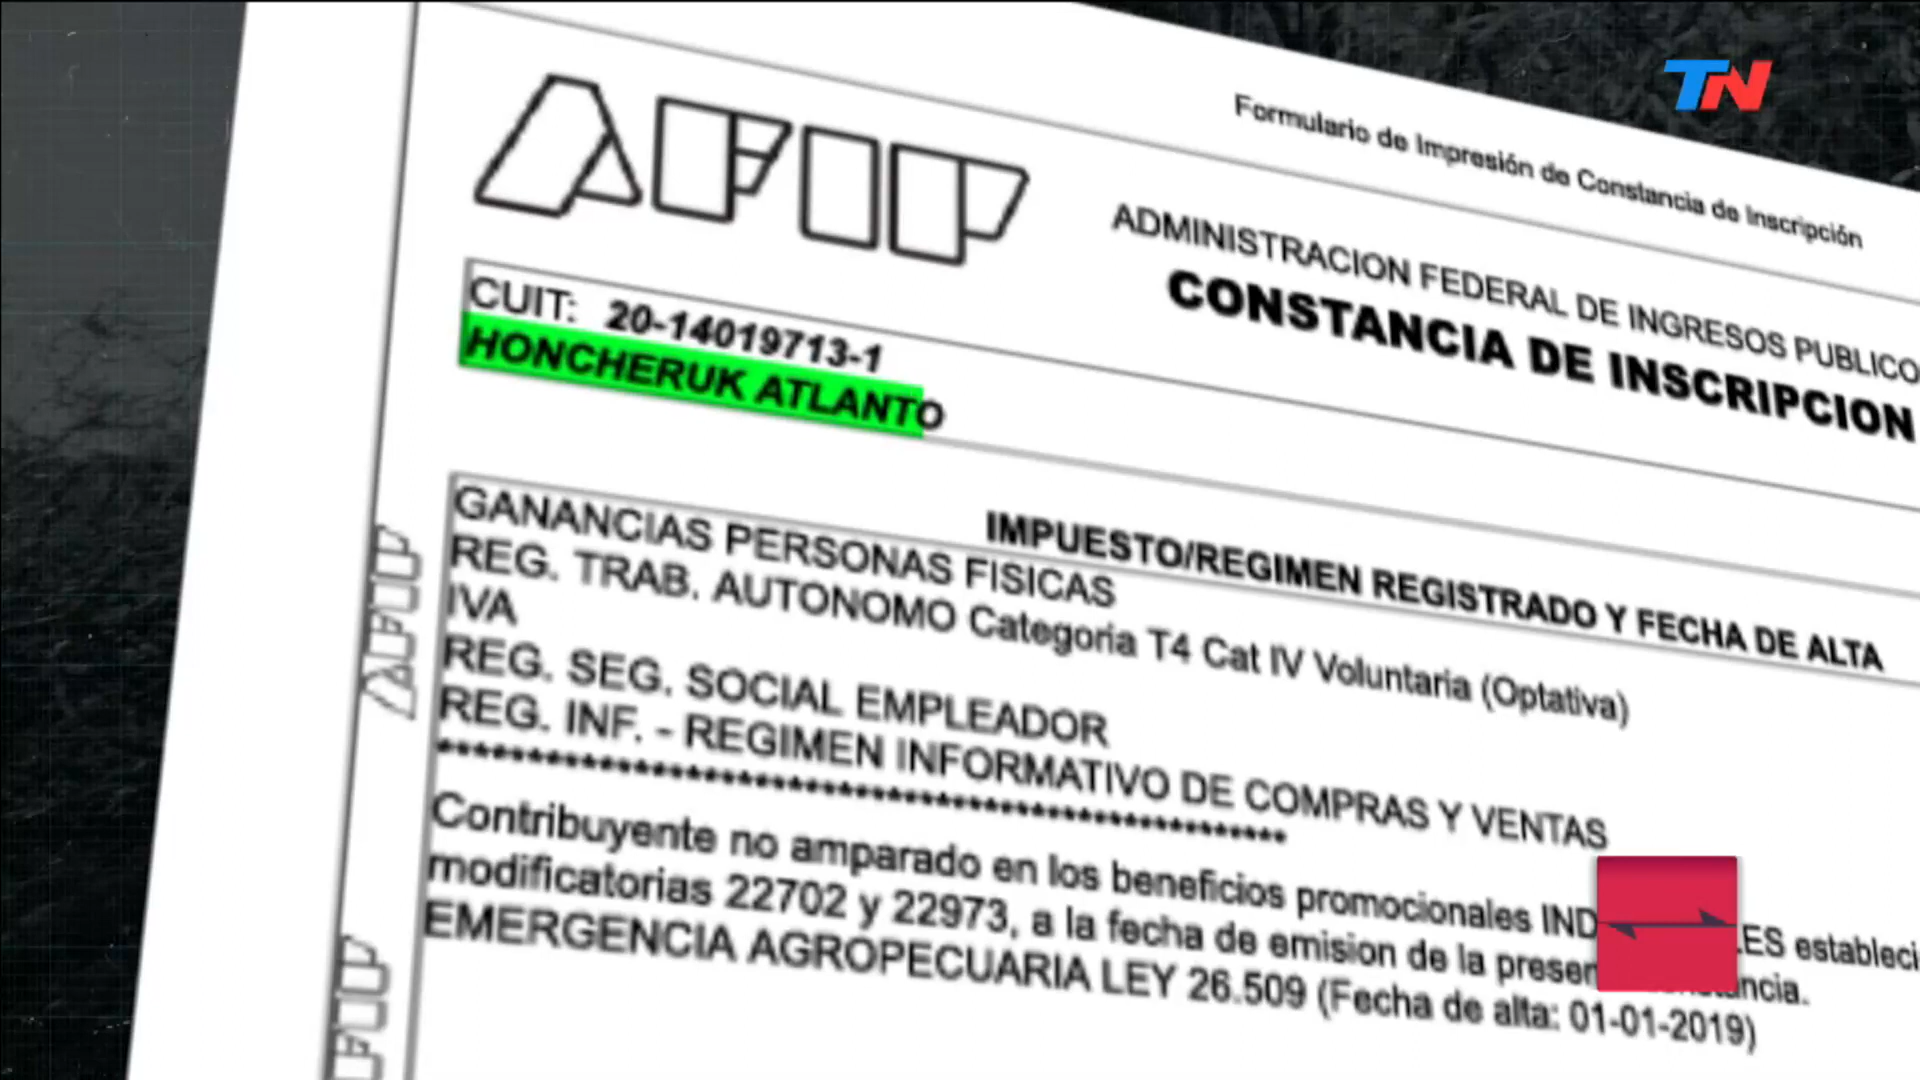 TN
Formulario de Impresión de Constancia de Inscripción
AFIP
ADMINISTRACION FEDERAL DE INGRESOS PUBLICO
CONSTANCIA DE INSCRIPCION
CUIT: 20-14019713-1
HONCHERUK ATLANTO
IMPUESTO/REGIMEN REGISTRADO Y FECHA DE ALTA
GANANCIAS PERSONAS FISICAS
REG. TRAB. AUTONOMO Categoria T4 Cat IV Voluntaria (Optativa)
IVA
REG. SEG. SOCIAL EMPLEADOR
REG. INF. - REGIMEN INFORMATIVO DE COMPRAS Y VENTAS
Contribuyente no amparado en los beneficios promocionales IND LES estableci
modificatorias 22702 y 22973, a la fecha de emision de la presen ancia.
EMERGENCIA AGROPECUARIA LEY 26.509 (Fecha de alta: 01-01-2019)
AFIP
AFIP